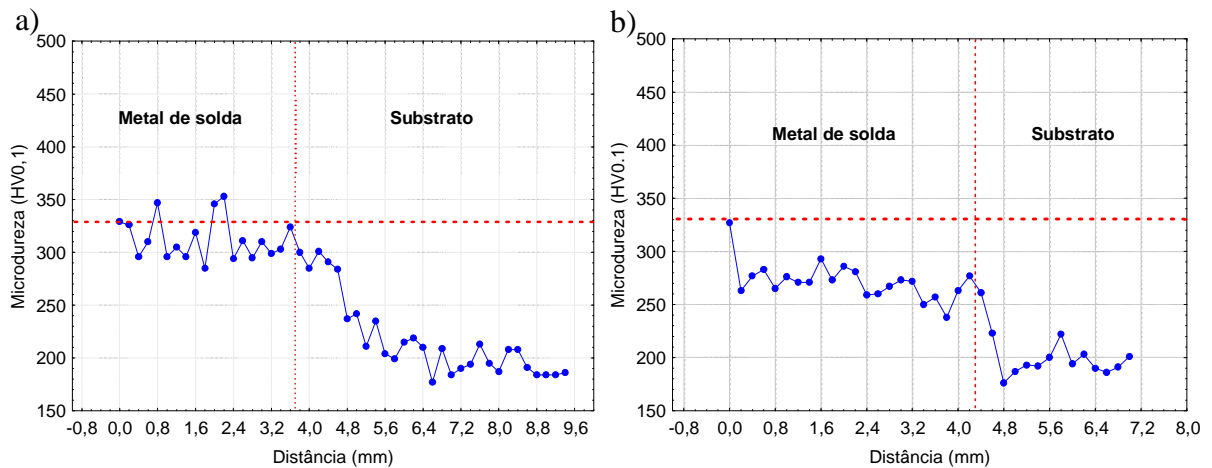 a)
500
450
400
350
300
250
200
150
Microdureza (HV0,1)
Metal de solda Substrato
-0,8 0,0 0,8 1,6 2,4 3,2 4,0 4,8 5,6 6,4 7,2 8,0 8,8 9,6
Distância (mm)
b)
500
450
400
350
300
250
200
150
Microdureza (HV0.1)
Metal de solda Substrato
-0,8 0,0 0,8 1,6 2,4 3,2 4,0 4,8 5,6 6,4 7,2 8,0
Distância (mm)